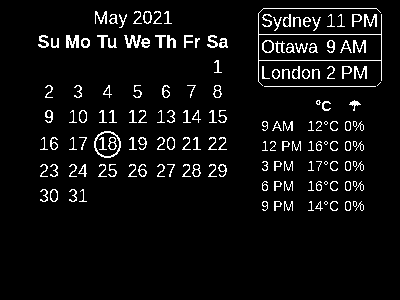 May 2021
Su Mo Tu We Th Fr Sa
1
2 3 4 5 6 7 8
9 10 11 12 13 14 15
16 17 18 19 20 21 22
23 24 25 26 27 28 29
30 31
Sydney 11 PM
Ottawa 9 AM
London 2 PM
°C ☂
9 AM 12°C 0%
12 PM 16°C 0%
3 PM 17°C 0%
6 PM 16°C 0%
9 PM 14°C 0%